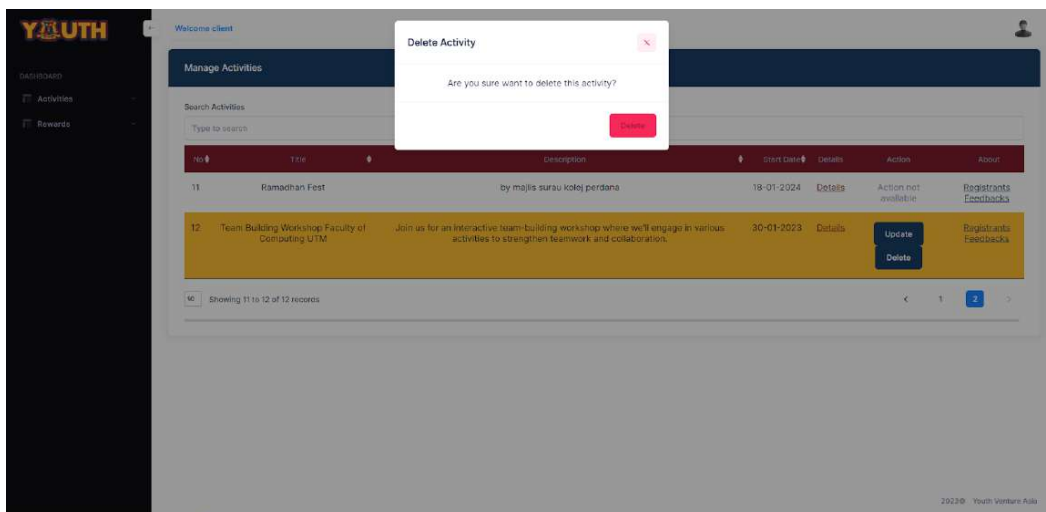 YOUTH
Welcome client
DASHBOARD
Activities
Rewards
Delete Activity
Are you sure want to delete this activity?
Delete
Manage Activities
Search Activities
Type to search
No Title Description Start Date Details Action About
11 Ramadhan Fest by majlis surau kolej perdana 18-01-2024 Details Action not available Registrants Feedbacks
12 Team Building Workshop Faculty of Computing UTM Join us for an interactive team-building workshop where we'll engage in various activities to strengthen teamwork and collaboration. 30-01-2023 Details Update Delete Registrants Feedbacks
10 Showing 11 to 12 of 12 records < 1 2 >
2023© Youth Venture Asia